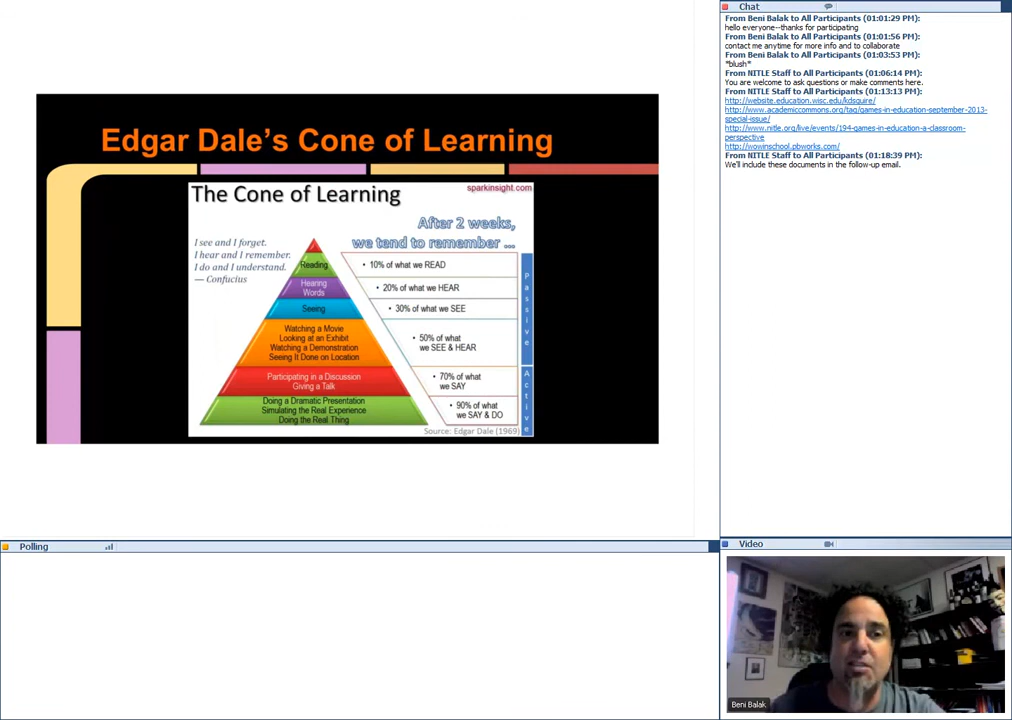 Edgar Dale's Cone of Learning
The Cone of Learning
sparkinsight.com
After 2 weeks,
we tend to remember ...
I see and I forget.
I hear and I remember.
I do and I understand.
— Confucius
Reading
• 10% of what we READ
Hearing
Words
• 20% of what we HEAR
Seeing
• 30% of what we SEE
Watching a Movie
Looking at an Exhibit
Watching a Demonstration
Seeing It Done on Location
• 50% of what
we SEE & HEAR
Participating in a Discussion
Giving a Talk
• 70% of what
we SAY
Doing a Dramatic Presentation
Simulating the Real Experience
Doing the Real Thing
• 90% of what
we SAY & DO
Passive
Active
Source: Edgar Dale (1969)
Chat
From Beni Balak to All Participants (01:01:29 PM):
hello everyone--thanks for participating
From Beni Balak to All Participants (01:01:56 PM):
contact me anytime for more info and to collaborate
From Beni Balak to All Participants (01:03:53 PM):
*blush*
From NITLE Staff to All Participants (01:06:14 PM):
You are welcome to ask questions or make comments here.
From NITLE Staff to All Participants (01:13:13 PM):
http://website.education.wisc.edu/kdsquire/
http://www.academiccommons.org/tag/games-in-education-september-2013-
special-issue/
http://www.nitle.org/live/events/194-games-in-education-a-classroom-
perspective
http://wowinschool.pbworks.com/
From NITLE Staff to All Participants (01:18:39 PM):
We'll include these documents in the follow-up email.
Polling
Video
Beni Balak